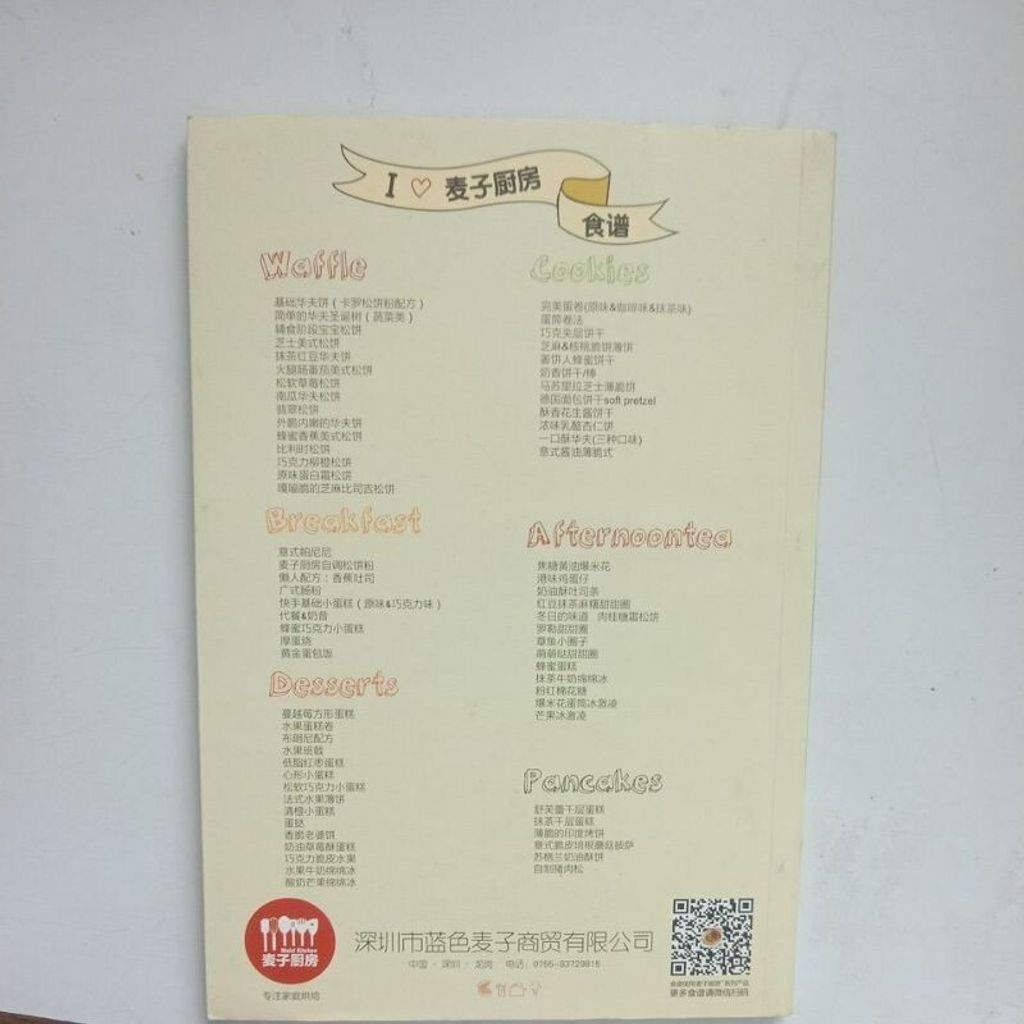 I ♡ 麦子厨房
食谱
Waffle
基础华夫饼（卡罗松饼粉配方）
简单的华夫圣诞树（蔬菜类）
辅食阶段宝宝松饼
芝士美式松饼
抹茶红豆华夫饼
火腿肠番茄美式松饼
松软草莓松饼
南瓜华夫松饼
翡翠松饼
外脆内嫩的华夫饼
蜂蜜香蕉美式松饼
比利时松饼
巧克力柳橙松饼
原味蛋白霜松饼
嘎嘣脆的芝麻比司吉松饼
Breakfast
意式帕尼尼
麦子厨房自调松饼粉
懒人配方：香蕉吐司
广式肠粉
快手基础小蛋糕（原味&巧克力味）
代餐&奶昔
蜂蜜巧克力小蛋糕
厚蛋烧
黄金蛋包饭
Desserts
蔓越莓方形蛋糕
水果蛋糕卷
布朗尼配方
水果班戟
低脂红枣蛋糕
心形小蛋糕
松软巧克力小蛋糕
法式水果薄饼
清橙小蛋糕
蛋挞
香脆老婆饼
奶油草莓酥蛋糕
巧克力脆皮水果
水果牛奶绵绵冰
酸奶芒果绵绵冰
Cookies
完美蛋卷(原味&咖啡味&抹茶味)
蛋筒卷法
巧克夹层饼干
芝麻&核桃脆饼薄饼
姜饼人蜂蜜饼干
奶香饼干/棒
马苏里拉芝士薄脆饼
德国面包饼干soft pretzel
酥香花生酱饼干
浓味乳酪杏仁饼
一口酥华夫(三种口味)
意式酱油薄脆式
Afternoontea
焦糖黄油爆米花
港味鸡蛋仔
奶油酥吐司条
红豆抹茶麻糬甜甜圈
冬日的味道 肉桂糖霜松饼
罗勒甜甜圈
章鱼小圈子
萌萌哒甜甜圈
蜂蜜蛋糕
抹茶牛奶绵绵冰
粉红棉花糖
爆米花蛋筒冰激凌
芒果冰激凌
Pancakes
舒芙蕾千层蛋糕
抹茶千层蛋糕
薄脆的印度烤饼
意式脆皮培根蘑菇披萨
苏格兰奶油酥饼
自制猪肉松
麦子厨房
专注家庭烘焙
深圳市蓝色麦子商贸有限公司
中国·深圳·龙岗 电话：0755-83729815
更多食谱请微信扫码